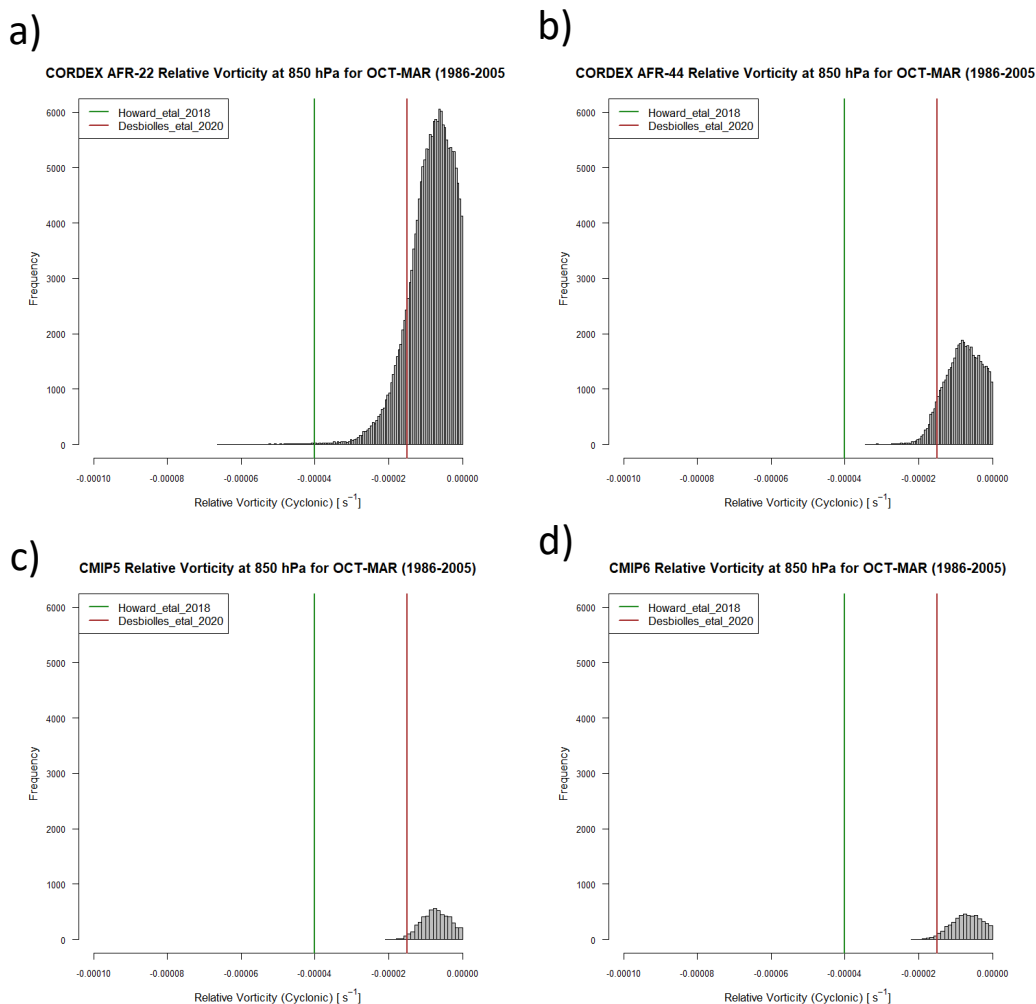 a)
CORDEX AFR-22 Relative Vorticity at 850 hPa for OCT-MAR (1986-2005
Howard_etal_2018
Desbiolles_etal_2020
6000
5000
4000
3000
2000
1000
0
Frequency
-0.00010 -0.00008 -0.00006 -0.00004 -0.00002 0.00000
Relative Vorticity (Cyclonic) [ s⁻¹]
b)
CORDEX AFR-44 Relative Vorticity at 850 hPa for OCT-MAR (1986-2005
Howard_etal_2018
Desbiolles_etal_2020
6000
5000
4000
3000
2000
1000
0
Frequency
-0.00010 -0.00008 -0.00006 -0.00004 -0.00002 0.00000
Relative Vorticity (Cyclonic) [ s⁻¹]
c)
CMIP5 Relative Vorticity at 850 hPa for OCT-MAR (1986-2005)
Howard_etal_2018
Desbiolles_etal_2020
6000
5000
4000
3000
2000
1000
0
Frequency
-0.00010 -0.00008 -0.00006 -0.00004 -0.00002 0.00000
Relative Vorticity (Cyclonic) [ s⁻¹]
d)
CMIP6 Relative Vorticity at 850 hPa for OCT-MAR (1986-2005)
Howard_etal_2018
Desbiolles_etal_2020
6000
5000
4000
3000
2000
1000
0
Frequency
-0.00010 -0.00008 -0.00006 -0.00004 -0.00002 0.00000
Relative Vorticity (Cyclonic) [ s⁻¹]